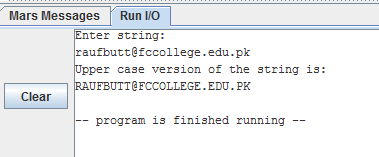 Mars Messages Run I/O
Enter string:
raufbutt@fccollege.edu.pk
Upper case version of the string is:
RAUFBUTT@FCCOLLEGE.EDU.PK
Clear
-- program is finished running --